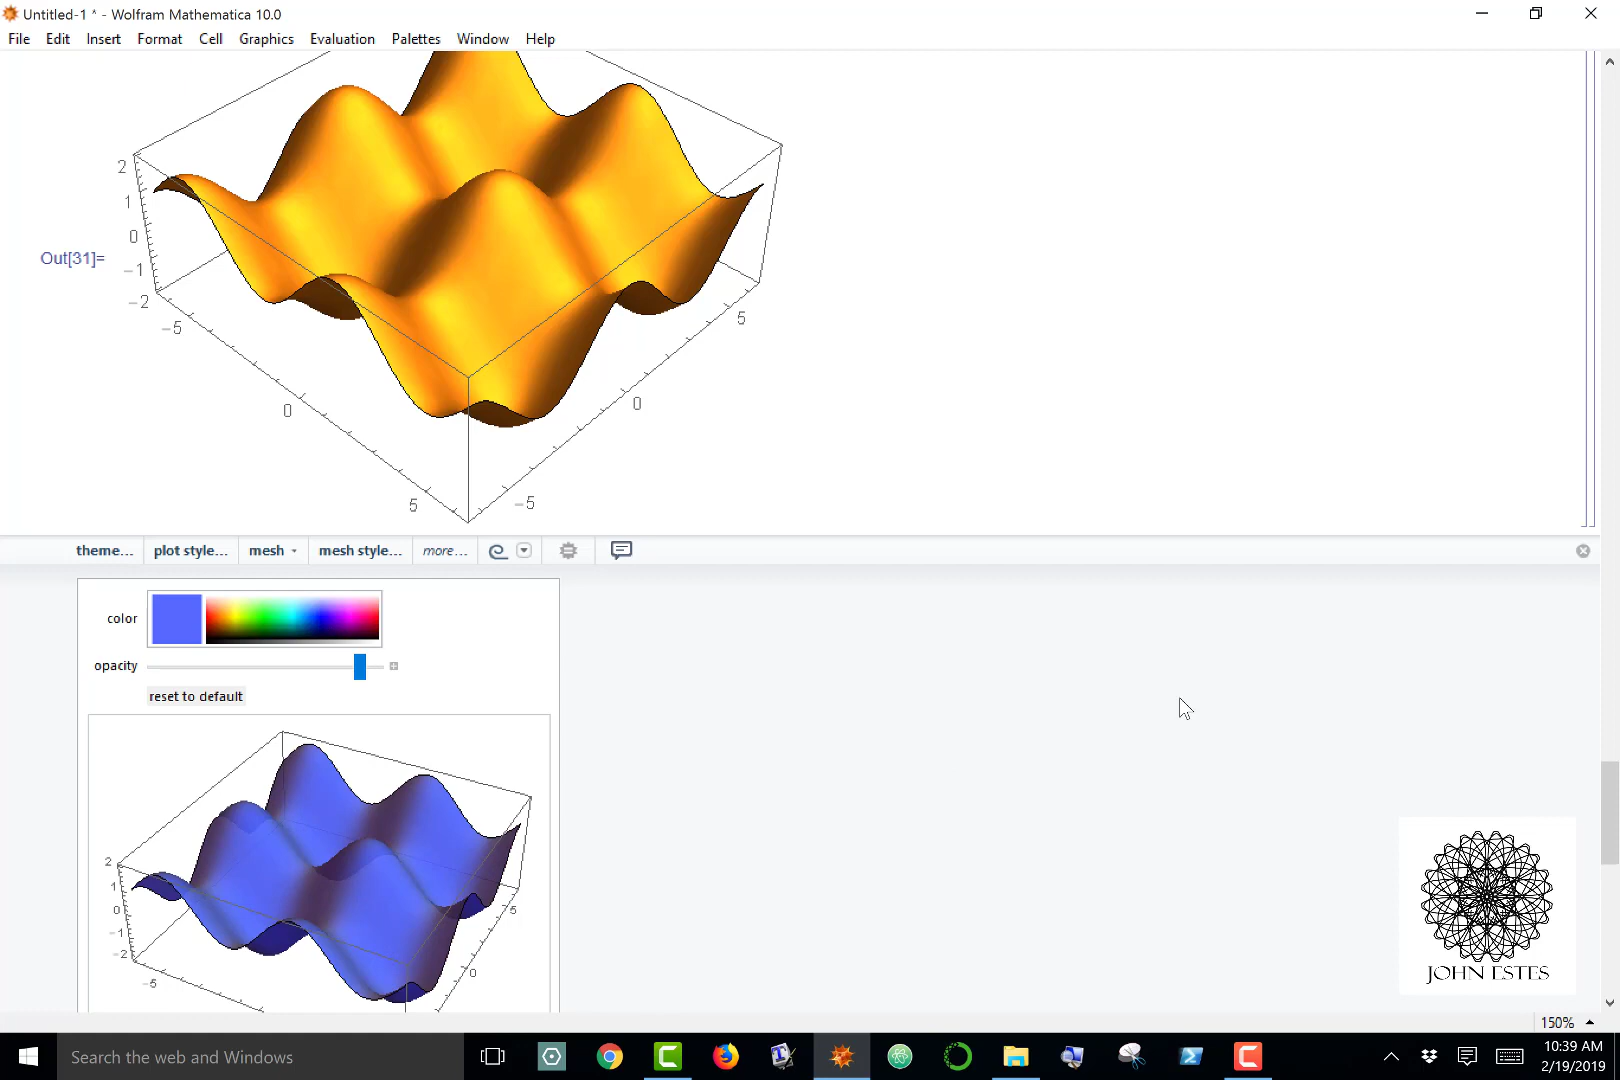 Untitled-1 * - Wolfram Mathematica 10.0
File Edit Insert Format Cell Graphics Evaluation Palettes Window Help
2
1
0
Out[31]=
-1
-2
-5
5
0
0
5
-5
theme... plot style... mesh mesh style... more...
color
opacity
reset to default
2
1
0
-1
-2
5
0
-5
JOHN ESTES
150%
Search the web and Windows
10:39 AM
2/19/2019